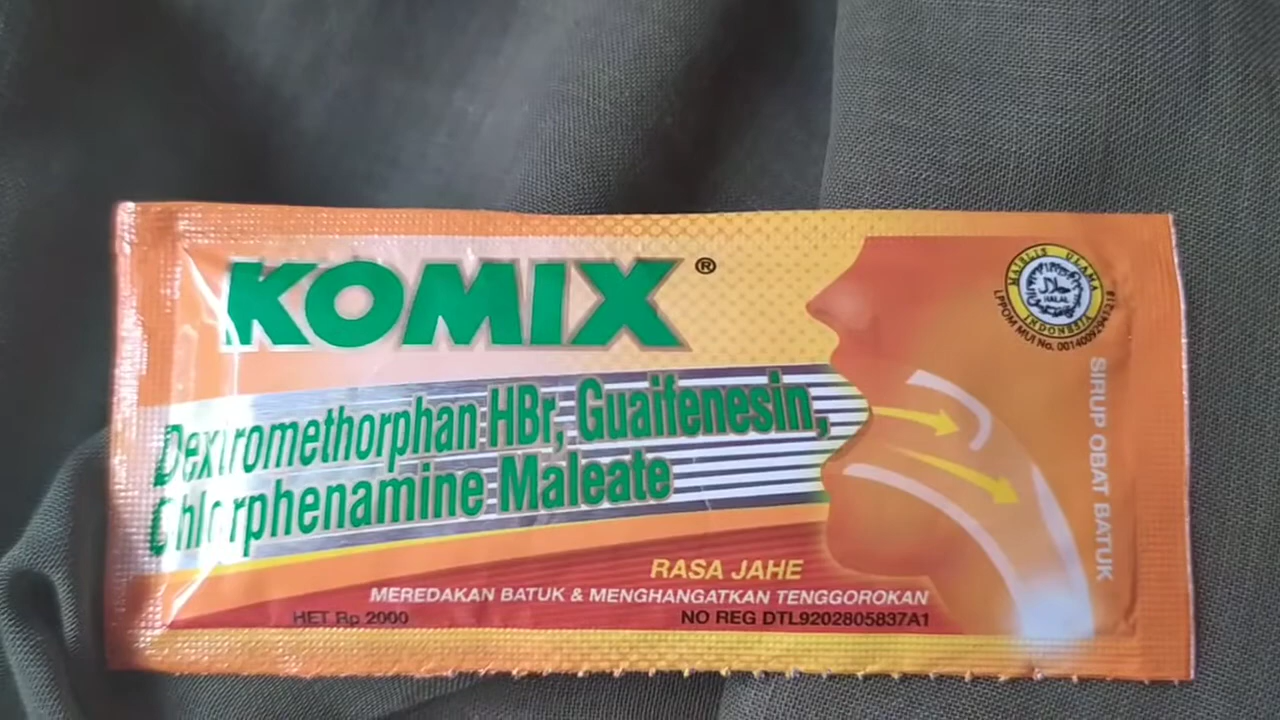 KOMIX ®
Dextromethorphan HBr, Guaifenesin,
Chlorphenamine Maleate
RASA JAHE
MEREDAKAN BATUK & MENGHANGATKAN TENGGOROKAN
HET Rp 2000
NO REG DTL9202805837A1
MAJELIS ULAMA
حلال
HALAL
INDONESIA
LPPOM MUI No.
SIRUP OBAT BATUK